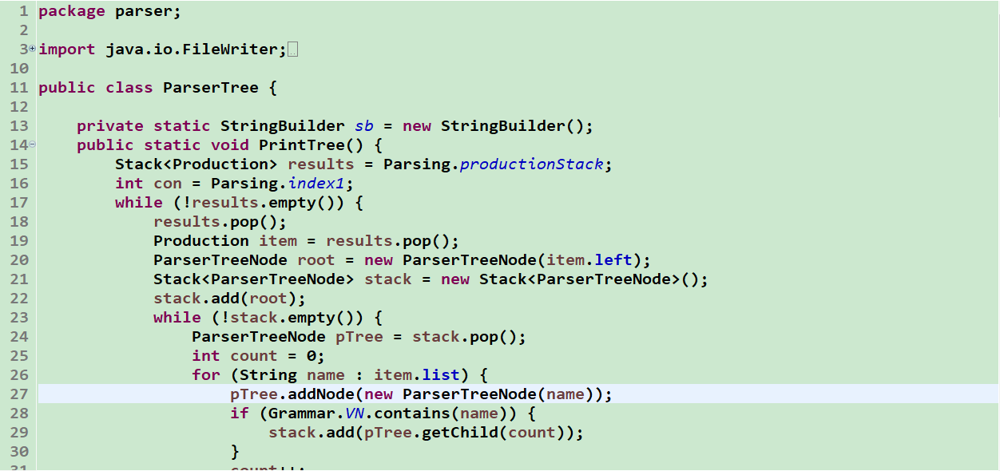 1 package parser;
2
3 import java.io.FileWriter;
10
11 public class ParserTree {
12
13     private static StringBuilder sb = new StringBuilder();
14     public static void PrintTree() {
15         Stack<Production> results = Parsing.productionStack;
16         int con = Parsing.index1;
17         while (!results.empty()) {
18             results.pop();
19             Production item = results.pop();
20             ParserTreeNode root = new ParserTreeNode(item.left);
21             Stack<ParserTreeNode> stack = new Stack<ParserTreeNode>();
22             stack.add(root);
23             while (!stack.empty()) {
24                 ParserTreeNode pTree = stack.pop();
25                 int count = 0;
26                 for (String name : item.list) {
27                     pTree.addNode(new ParserTreeNode(name));
28                     if (Grammar.VN.contains(name)) {
29                         stack.add(pTree.getChild(count));
30                     }
31                     count++;